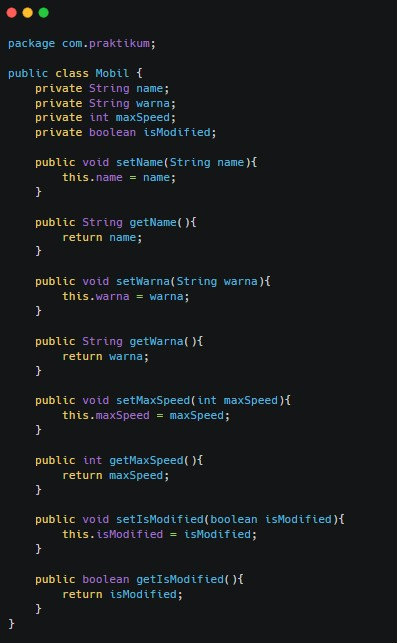 package com.praktikum;

public class Mobil {
    private String name;
    private String warna;
    private int maxSpeed;
    private boolean isModified;

    public void setName(String name){
        this.name = name;
    }

    public String getName(){
        return name;
    }

    public void setWarna(String warna){
        this.warna = warna;
    }

    public String getWarna(){
        return warna;
    }

    public void setMaxSpeed(int maxSpeed){
        this.maxSpeed = maxSpeed;
    }

    public int getMaxSpeed(){
        return maxSpeed;
    }

    public void setIsModified(boolean isModified){
        this.isModified = isModified;
    }

    public boolean getIsModified(){
        return isModified;
    }
}